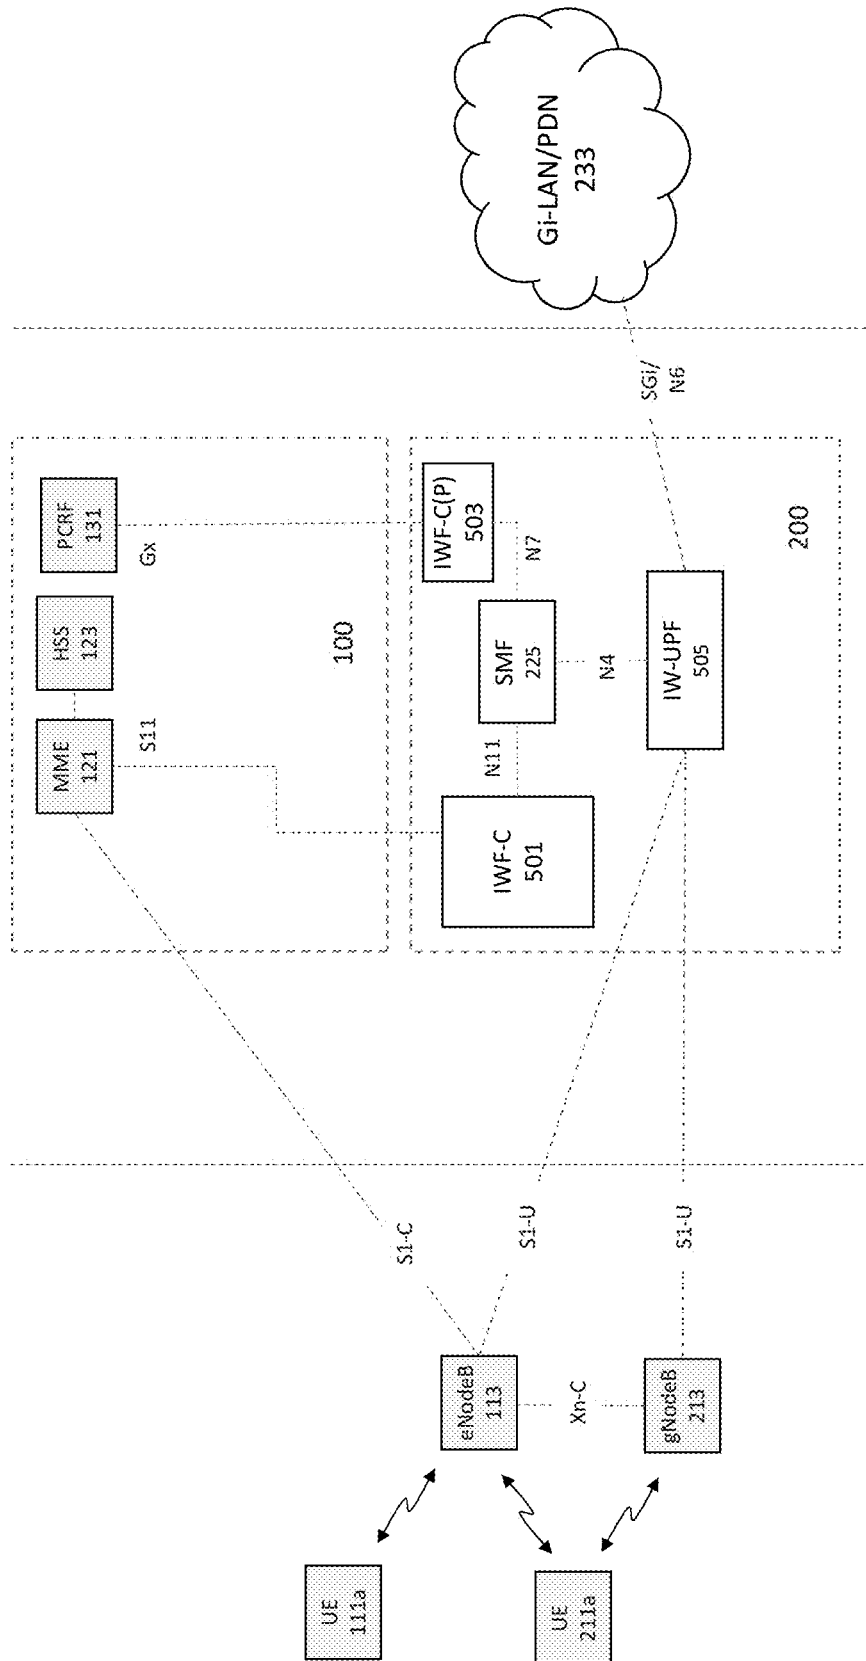 UE
111a
UE
211a
eNodeB
113
Xn-C
gNodeB
213
S1-C
S1-U
S1-U
MME
121
HSS
123
PCRF
131
S11
Gx
100
IWF-C
501
N11
SMF
225
N7
IWF-C(P)
503
N4
IW-UPF
505
200
SGi/
N6
Gi-LAN/PDN
233